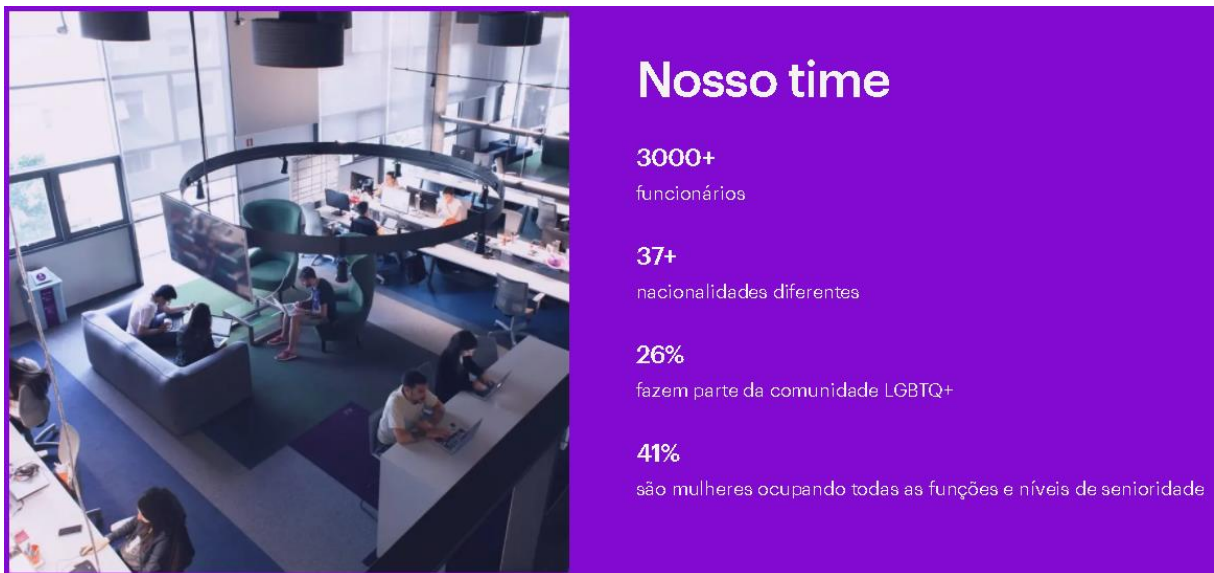 Nosso time
3000+
funcionários
37+
nacionalidades diferentes
26%
fazem parte da comunidade LGBTQ+
41%
são mulheres ocupando todas as funções e níveis de senioridade